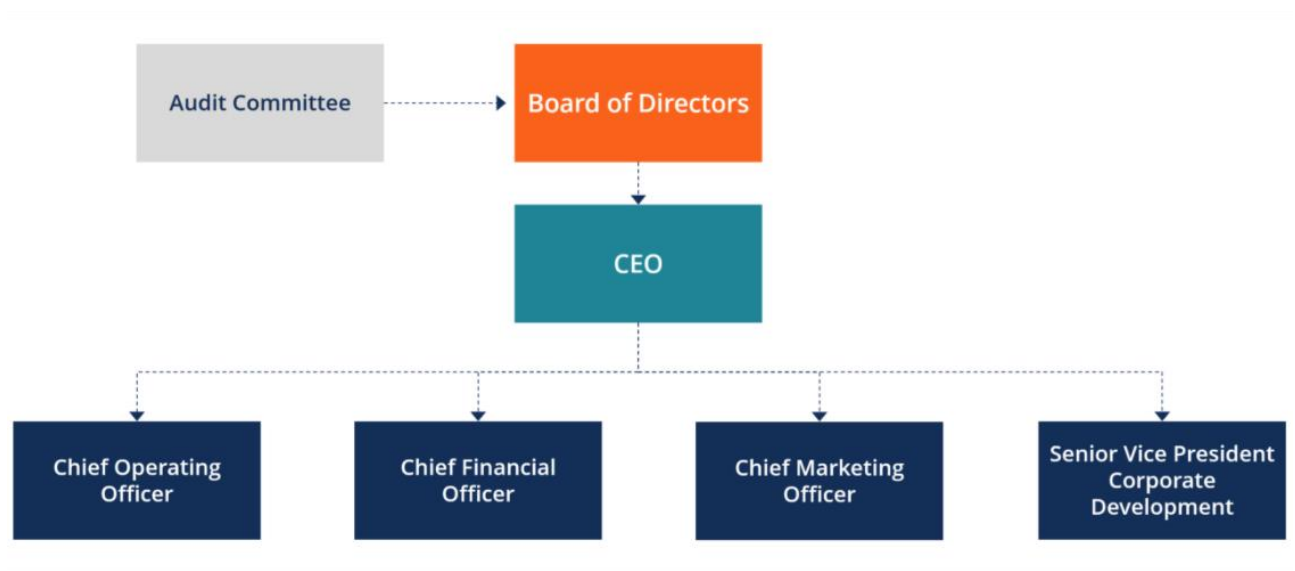 Audit Committee
Board of Directors
CEO
Chief Operating
Officer
Chief Financial
Officer
Chief Marketing
Officer
Senior Vice President
Corporate
Development